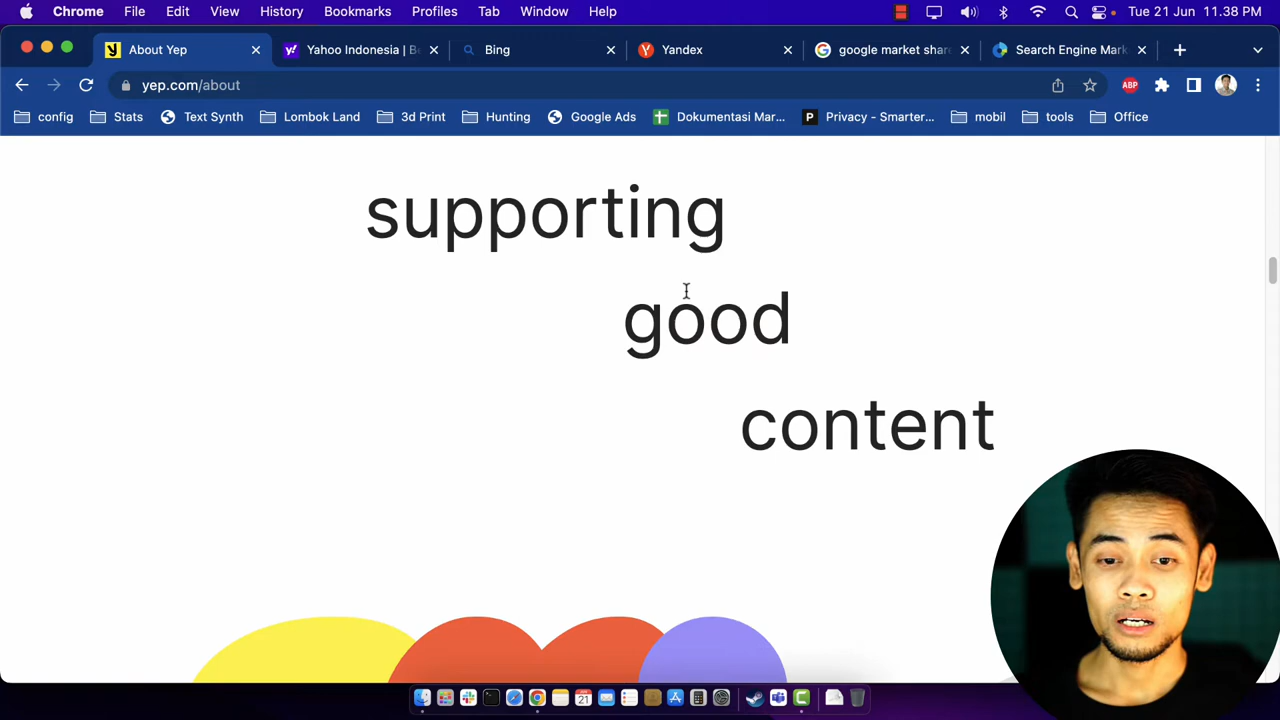 Chrome File Edit View History Bookmarks Profiles Tab Window Help Tue 21 Jun 11.38 PM
About Yep Yahoo Indonesia | Be Bing Yandex google market shar Search Engine Mark
yep.com/about ABP
config Stats Text Synth Lombok Land 3d Print Hunting Google Ads Dokumentasi Mar... Privacy - Smarter... mobil tools Office
supporting
good
content